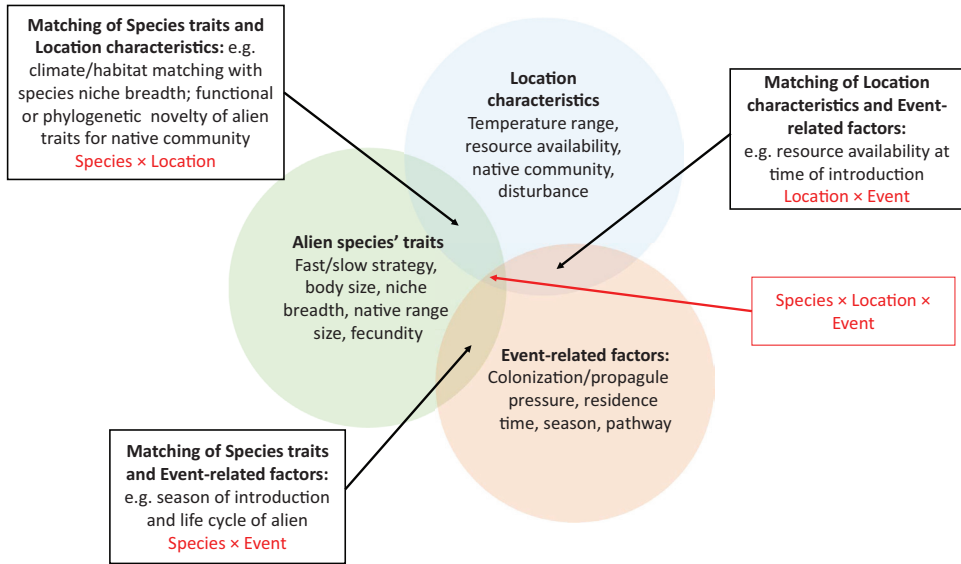 Matching of Species traits and
Location characteristics: e.g.
climate/habitat matching with
species niche breadth; functional
or phylogenetic novelty of alien
traits for native community
Species × Location
Location
characteristics
Temperature range,
resource availability,
native community,
disturbance
Matching of Location
characteristics and Event-
related factors:
e.g. resource availability at
time of introduction
Location × Event
Alien species’ traits
Fast/slow strategy,
body size, niche
breadth, native range
size, fecundity
Species × Location ×
Event
Event-related factors:
Colonization/propagule
pressure, residence
time, season, pathway
Matching of Species traits
and Event-related factors:
e.g. season of introduction
and life cycle of alien
Species × Event